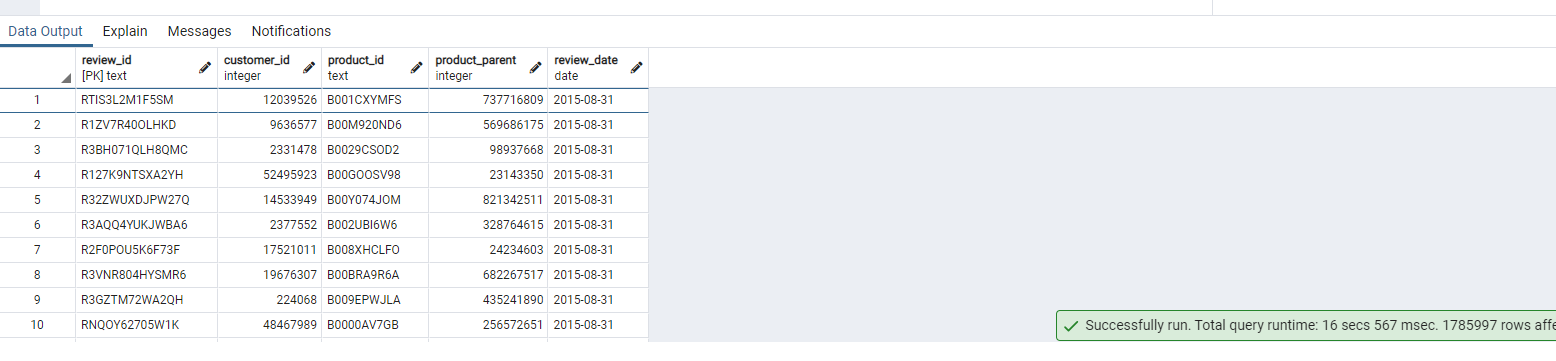 Data Output Explain Messages Notifications
review_id customer_id product_id product_parent review_date
[PK] text integer text integer date
1 RTIS3L2M1F5SM 12039526 B001CXYMFS 737716809 2015-08-31
2 R1ZV7R40OLHKD 9636577 B00M920ND6 569686175 2015-08-31
3 R3BH071QLH8QMC 2331478 B0029CSOD2 98937668 2015-08-31
4 R127K9NTSXA2YH 52495923 B00GOOSV98 23143350 2015-08-31
5 R32ZWUXDJPW27Q 14533949 B00Y074JOM 821342511 2015-08-31
6 R3AQQ4YUKJWBA6 2377552 B002UBI6W6 328764615 2015-08-31
7 R2F0POU5K6F73F 17521011 B008XHCLFO 24234603 2015-08-31
8 R3VNR804HYSMR6 19676307 B00BRA9R6A 682267517 2015-08-31
9 R3GZTM72WA2QH 224068 B009EPWJLA 435241890 2015-08-31
10 RNQOY62705W1K 48467989 B0000AV7GB 256572651 2015-08-31
Successfully run. Total query runtime: 16 secs 567 msec. 1785997 rows affe